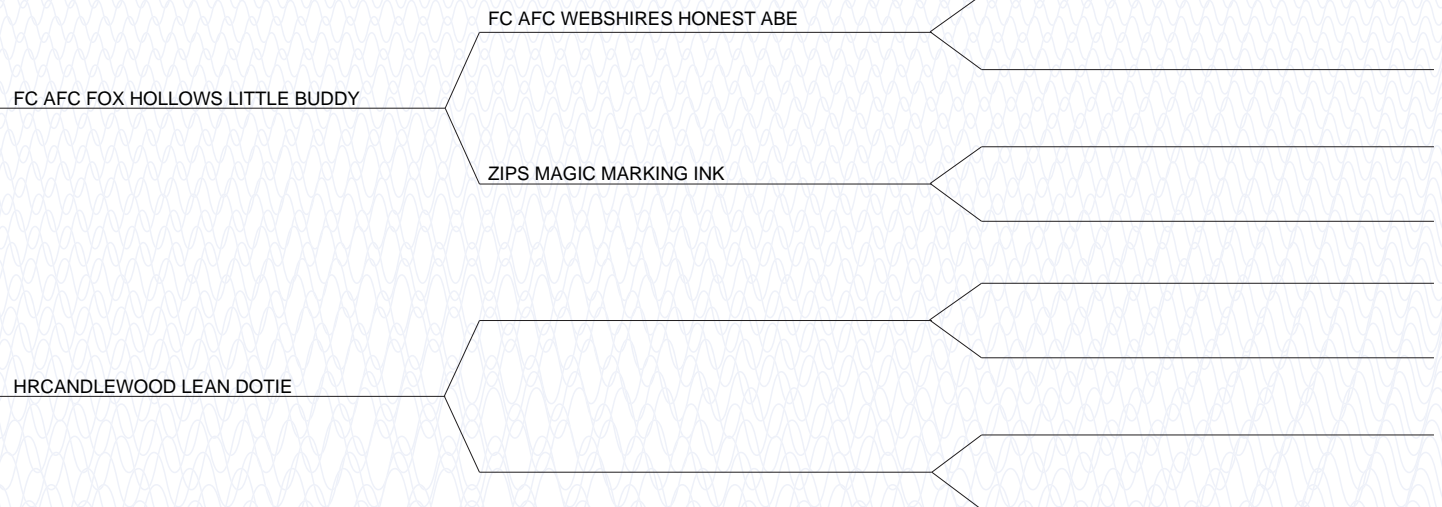 FC AFC WEBSHIRES HONEST ABE
FC AFC FOX HOLLOWS LITTLE BUDDY
ZIPS MAGIC MARKING INK
HRCANDLEWOOD LEAN DOTIE